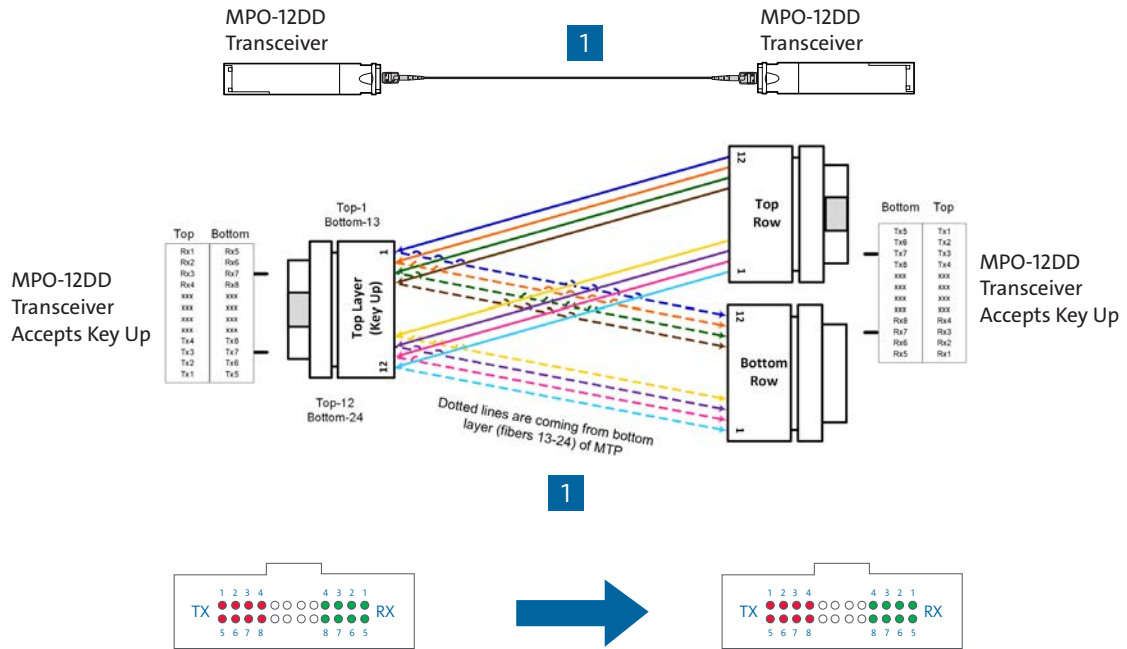 MPO-12DD
Transceiver
1
MPO-12DD
Transceiver
Top-1
Bottom-13
Top Bottom
Rx1 Rx5
Rx2 Rx6
Rx3 Rx7
Rx4 Rx8
xxx xxx
xxx xxx
xxx xxx
xxx xxx
Tx4 Tx8
Tx3 Tx7
Tx2 Tx6
Tx1 Tx5
MPO-12DD
Transceiver
Accepts Key Up
1
Top Layer
(Key Up)
12
Top-12
Bottom-24
12
Top
Row
1
12
Bottom
Row
1
Bottom Top
Tx5 Tx1
Tx6 Tx2
Tx7 Tx3
Tx8 Tx4
xxx xxx
xxx xxx
xxx xxx
xxx xxx
Rx8 Rx4
Rx7 Rx3
Rx6 Rx2
Rx5 Rx1
MPO-12DD
Transceiver
Accepts Key Up
Dotted lines are coming from bottom
layer (fibers 13-24) of MTP
1
1 2 3 4 4 3 2 1
TX RX
5 6 7 8 8 7 6 5
1 2 3 4 4 3 2 1
TX RX
5 6 7 8 8 7 6 5